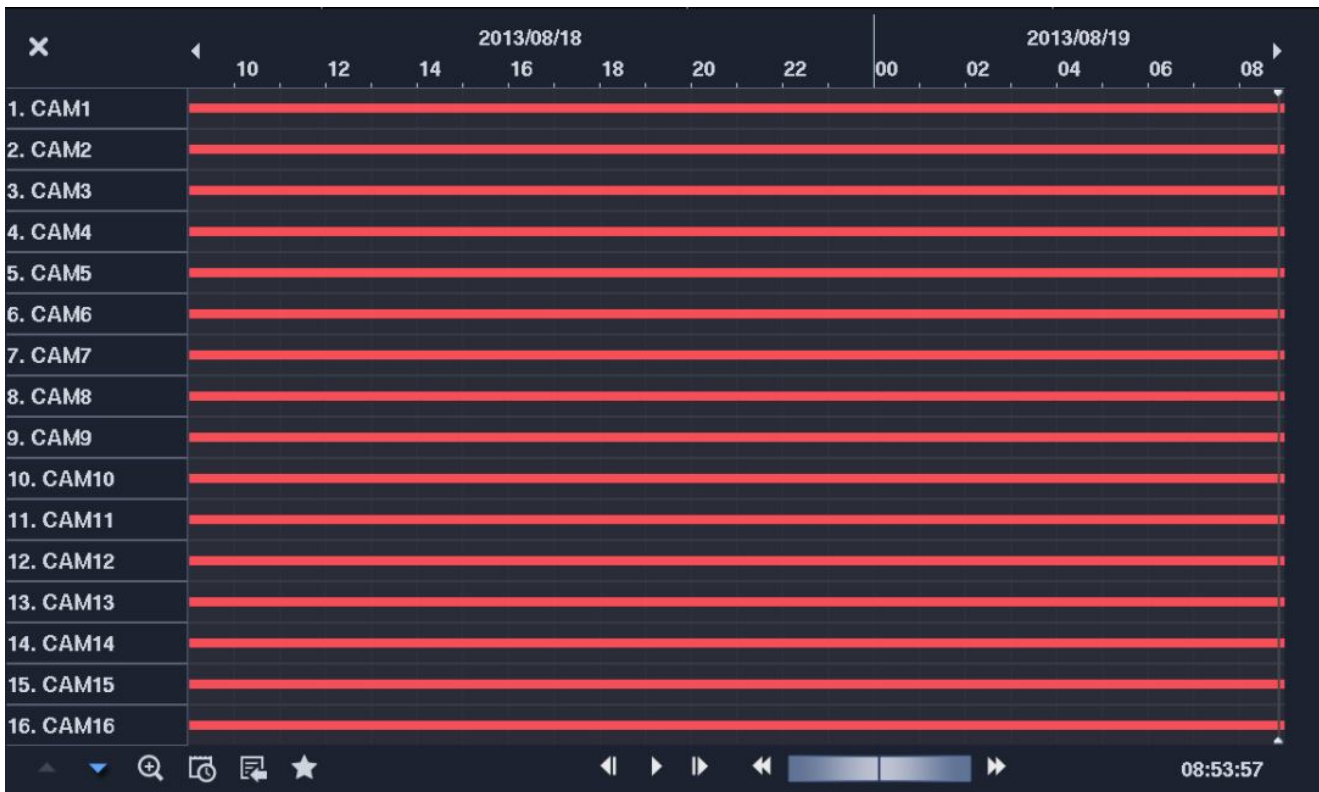 2013/08/18 2013/08/19
10 12 14 16 18 20 22 00 02 04 06 08
1. CAM1
2. CAM2
3. CAM3
4. CAM4
5. CAM5
6. CAM6
7. CAM7
8. CAM8
9. CAM9
10. CAM10
11. CAM11
12. CAM12
13. CAM13
14. CAM14
15. CAM15
16. CAM16
08:53:57